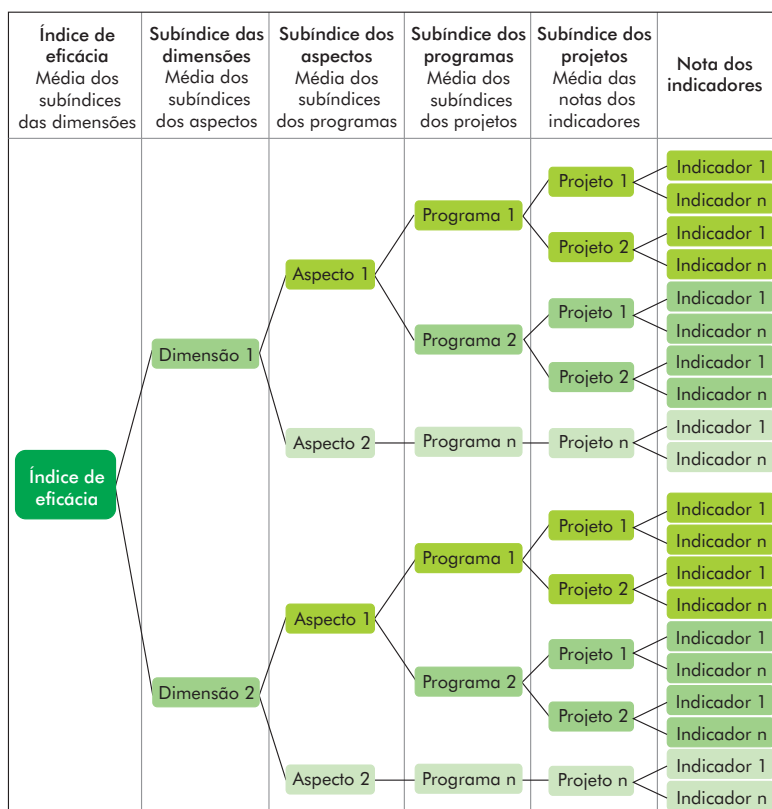 Índice de
eficácia
Média dos
subíndices
das dimensões
Subíndice das
dimensões
Média dos
subíndices
dos aspectos
Subíndice dos
aspectos
Média dos
subíndices
dos programas
Subíndice dos
programas
Média dos
subíndices
dos projetos
Subíndice dos
projetos
Média das
notas dos
indicadores
Nota dos
indicadores
Índice de
eficácia
Dimensão 1
Aspecto 1
Programa 1
Projeto 1
Indicador 1
Indicador n
Projeto 2
Indicador 1
Indicador n
Programa 2
Projeto 1
Indicador 1
Indicador n
Projeto 2
Indicador 1
Indicador n
Aspecto 2
Programa n
Projeto n
Indicador 1
Indicador n
Dimensão 2
Aspecto 1
Programa 1
Projeto 1
Indicador 1
Indicador n
Projeto 2
Indicador 1
Indicador n
Programa 2
Projeto 1
Indicador 1
Indicador n
Projeto 2
Indicador 1
Indicador n
Aspecto 2
Programa n
Projeto n
Indicador 1
Indicador n